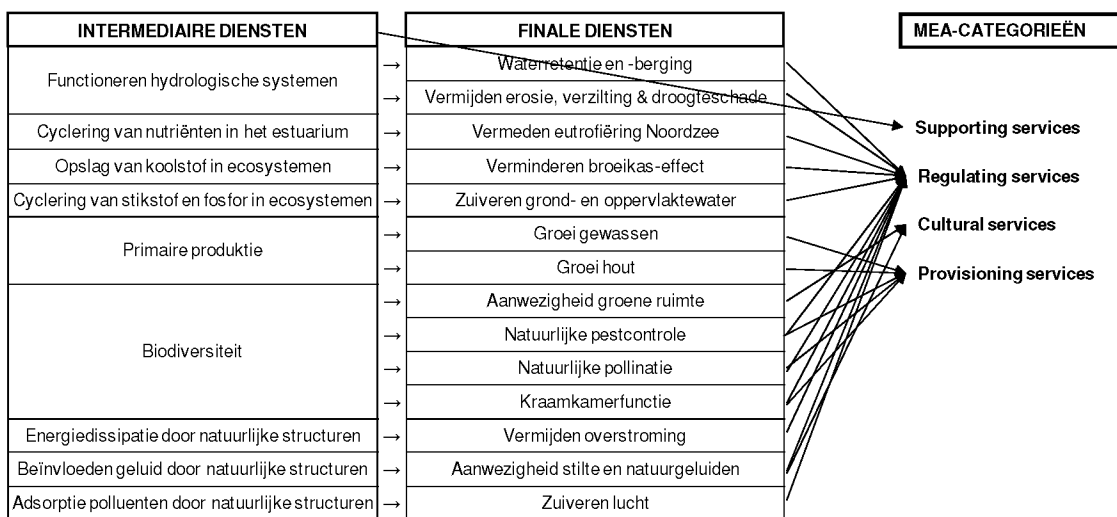 INTERMEDIAIRE DIENSTEN
FINALE DIENSTEN
MEA-CATEGORIEËN
Functioneren hydrologische systemen
→ Waterretentie en -berging
→ Vermijden erosie, verzilting & droogteschade
Cyclering van nutriënten in het estuarium → Vermeden eutrofiëring Noordzee
Opslag van koolstof in ecosystemen → Verminderen broeikas-effect
Cyclering van stikstof en fosfor in ecosystemen → Zuiveren grond- en oppervlaktewater
Primaire produktie
→ Groei gewassen
→ Groei hout
Biodiversiteit
→ Aanwezigheid groene ruimte
→ Natuurlijke pestcontrole
→ Natuurlijke pollinatie
→ Kraamkamerfunctie
Energiedissipatie door natuurlijke structuren → Vermijden overstroming
Beïnvloeden geluid door natuurlijke structuren → Aanwezigheid stilte en natuurgeluiden
Adsorptie polluenten door natuurlijke structuren → Zuiveren lucht
Supporting services
Regulating services
Cultural services
Provisioning services